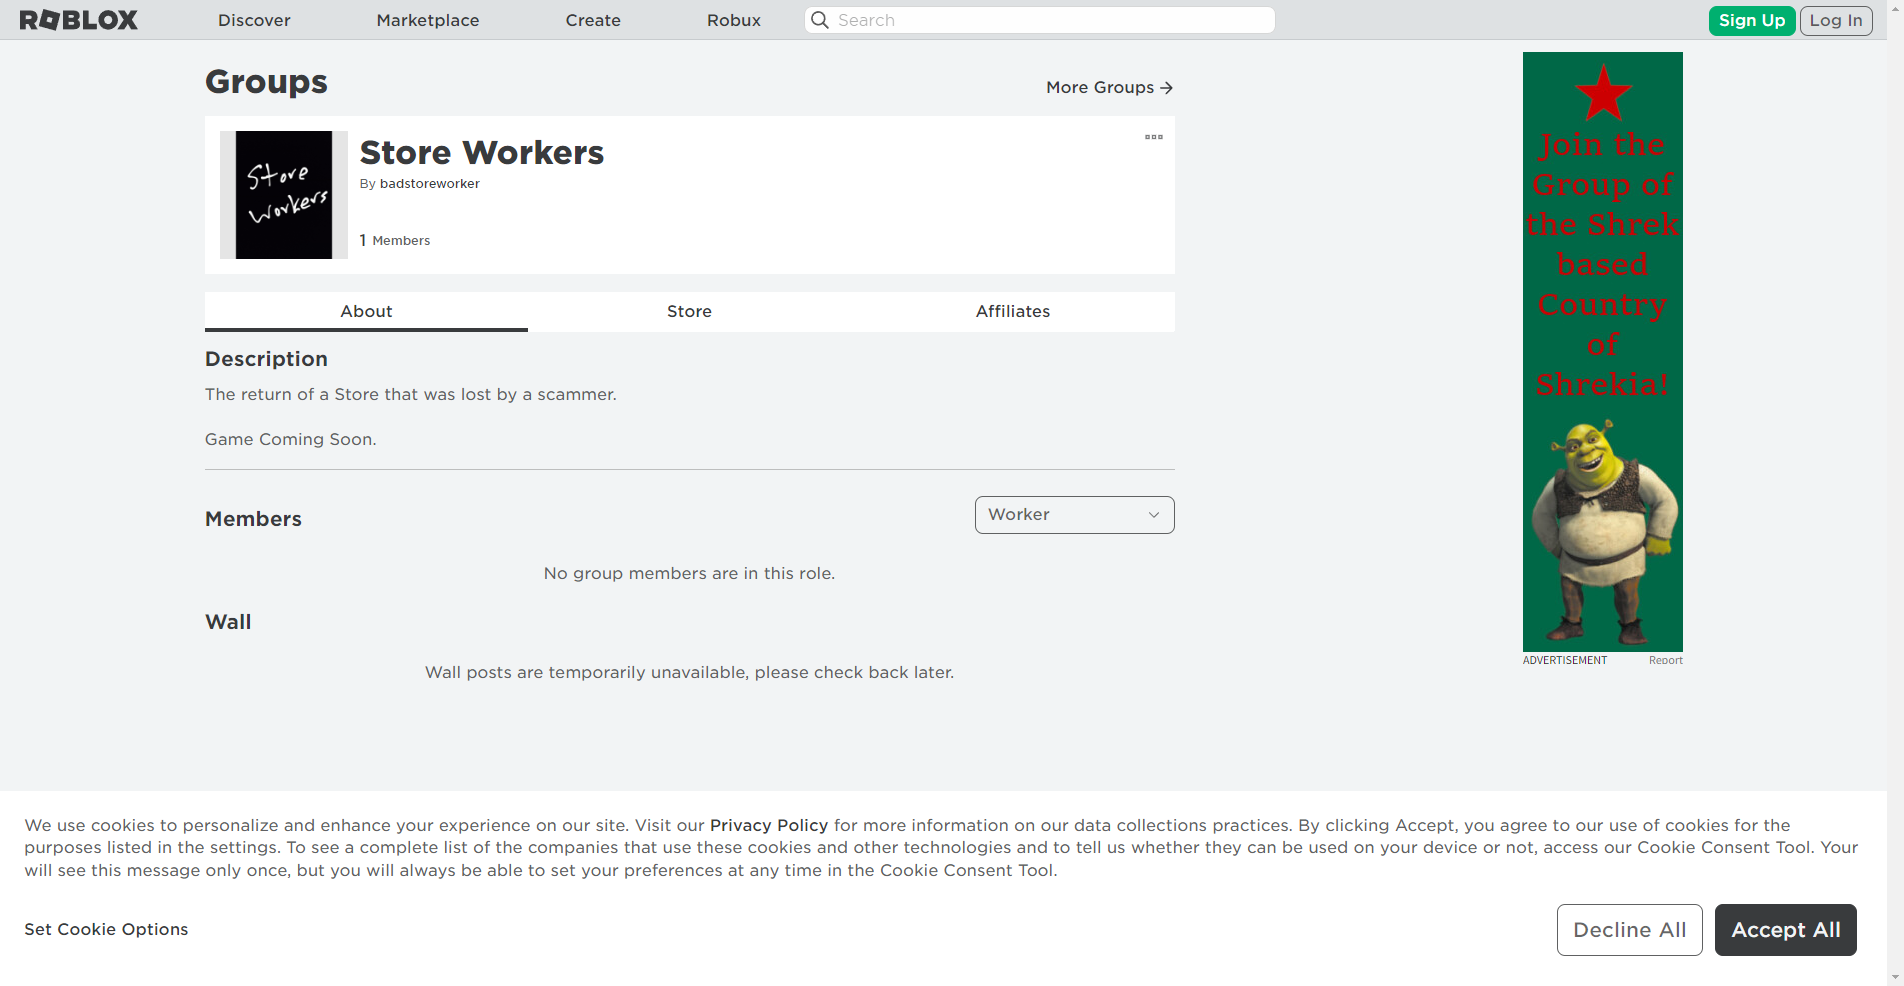 ROBLOX
Discover
Marketplace
Create
Robux
Search
Sign Up
Log In
Groups
More Groups
Store
Workers
Store Workers
By badstoreworker
1 Members
About
Store
Affiliates
Description
The return of a Store that was lost by a scammer.
Game Coming Soon.
Members
Worker
No group members are in this role.
Wall
Wall posts are temporarily unavailable, please check back later.
Join the
Group of
the Shrek
based
Country
of
Shrekia!
ADVERTISEMENT
Report
We use cookies to personalize and enhance your experience on our site. Visit our Privacy Policy for more information on our data collections practices. By clicking Accept, you agree to our use of cookies for the
purposes listed in the settings. To see a complete list of the companies that use these cookies and other technologies and to tell us whether they can be used on your device or not, access our Cookie Consent Tool. Your
will see this message only once, but you will always be able to set your preferences at any time in the Cookie Consent Tool.
Set Cookie Options
Decline All
Accept All